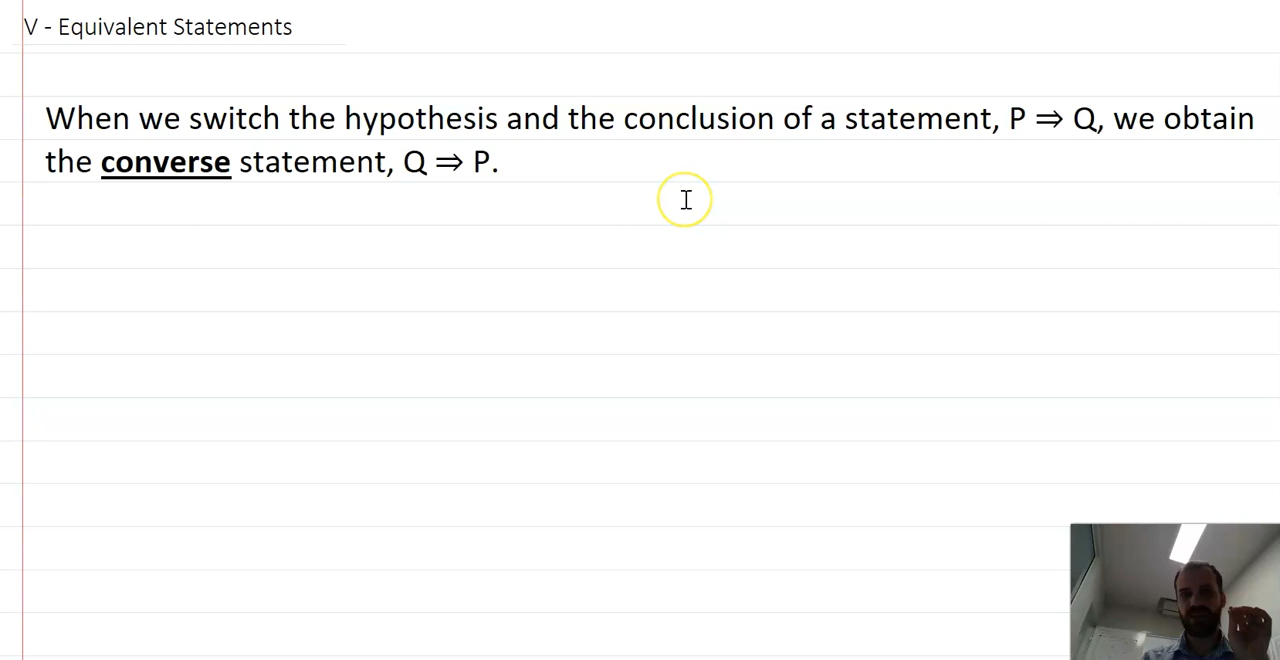 V - Equivalent Statements
When we switch the hypothesis and the conclusion of a statement, P ⇒ Q, we obtain
the converse statement, Q ⇒ P.